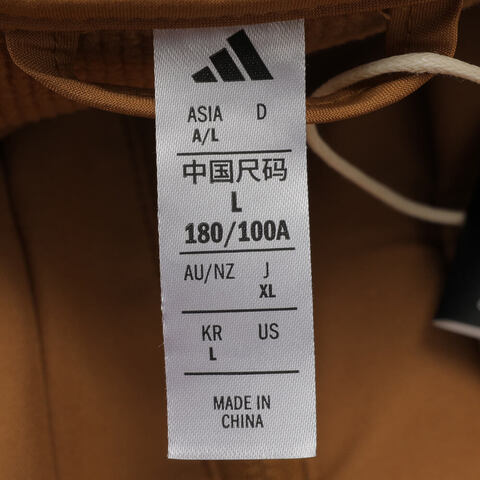 ASIA D
A/L
中国尺码
L
180/100A
AU/NZ J
XL
KR US
L
MADE IN
CHINA